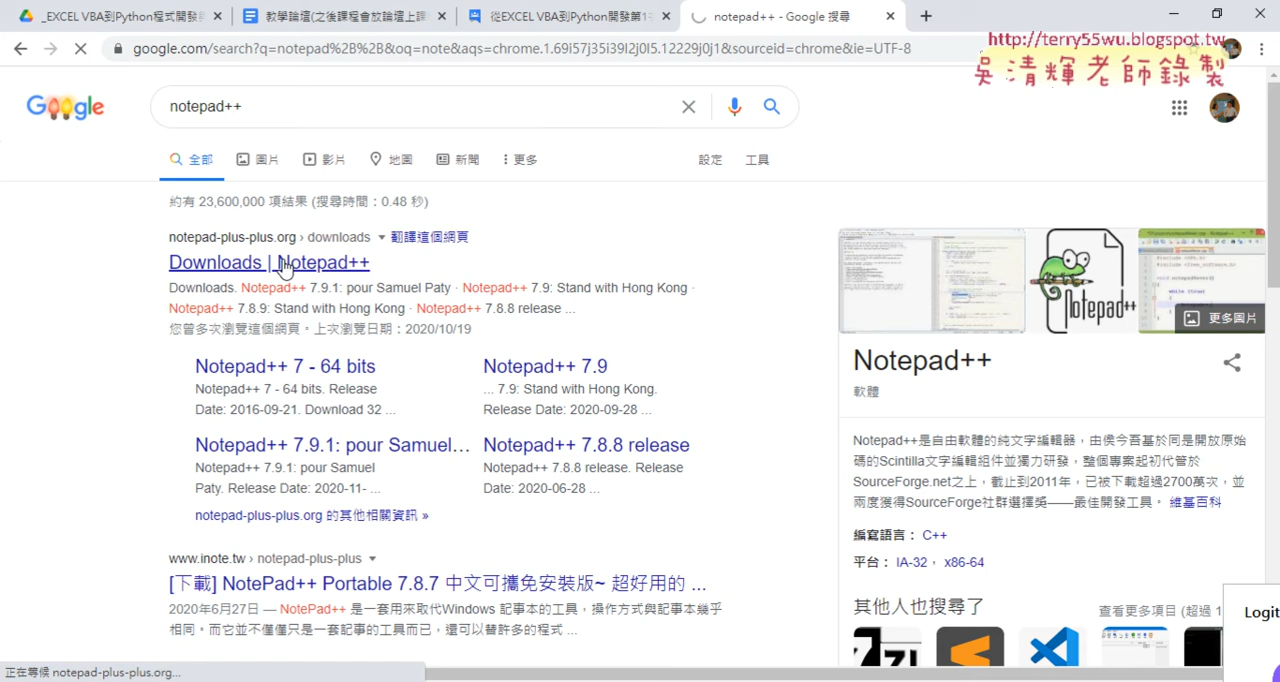 _EXCEL VBA到Python程式開發
教學論壇(之後課程會放論壇上課
從EXCEL VBA到Python開發第1
notepad++ - Google 搜尋
google.com/search?q=notepad%2B%2B&oq=note&aqs=chrome.1.69i57j35i39l2j0l5.12229j0j1&sourceid=chrome&ie=UTF-8
http://terry55wu.blogspot.tw
吳清輝老師錄製
Google
notepad++
全部 圖片 影片 地圖 新聞 更多 設定 工具
約有 23,600,000 項結果 (搜尋時間：0.48 秒)
notepad-plus-plus.org › downloads 翻譯這個網頁
Downloads | Notepad++
Downloads. Notepad++ 7.9.1: pour Samuel Paty · Notepad++ 7.9: Stand with Hong Kong ·
Notepad++ 7.8.9: Stand with Hong Kong · Notepad++ 7.8.8 release ...
您曾多次瀏覽這個網頁。上次瀏覽日期：2020/10/19
Notepad++ 7 - 64 bits
Notepad++ 7 - 64 bits. Release
Date: 2016-09-21. Download 32 ...
Notepad++ 7.9
... 7.9: Stand with Hong Kong.
Release Date: 2020-09-28 ...
Notepad++ 7.9.1: pour Samuel...
Notepad++ 7.9.1: pour Samuel
Paty. Release Date: 2020-11- ...
Notepad++ 7.8.8 release
Notepad++ 7.8.8 release. Release
Date: 2020-06-28 ...
notepad-plus-plus.org 的其他相關資訊 »
www.inote.tw › notepad-plus-plus
[下載] NotePad++ Portable 7.8.7 中文可攜免安裝版~ 超好用的 ...
2020年6月27日 — NotePad++ 是一套用來取代Windows 記事本的工具，操作方式與記事本幾乎
相同。而它並不僅僅只是一套記事的工具而已，還可以替許多的程式 ...
notepad++
更多圖片
Notepad++
軟體
Notepad++是自由軟體的純文字編輯器，由侯今吾基於同是開放原始
碼的Scintilla文字編輯組件並獨力研發，整個專案起初代管於
SourceForge.net之上，截止到2011年，已被下載超過2700萬次，並
兩度獲得SourceForge社群選擇獎——最佳開發工具。 維基百科
編寫語言： C++
平台： IA-32， x86-64
其他人也搜尋了
查看更多項目 (超過 1
Logit
正在等候 notepad-plus-plus.org...